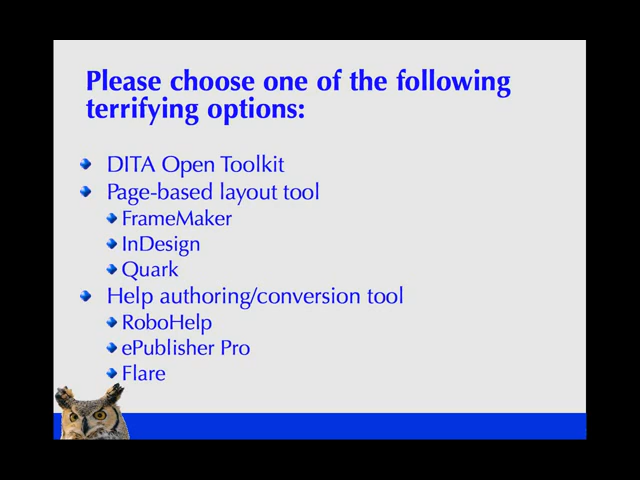 Please choose one of the following
terrifying options:
DITA Open Toolkit
Page-based layout tool
FrameMaker
InDesign
Quark
Help authoring/conversion tool
RoboHelp
ePublisher Pro
Flare